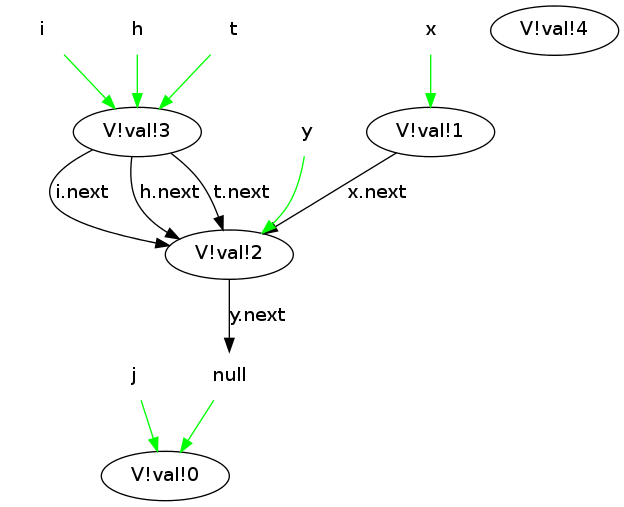 i h t x V!val!4
V!val!3 y V!val!1
i.next h.next t.next x.next
V!val!2
y.next
j null
V!val!0